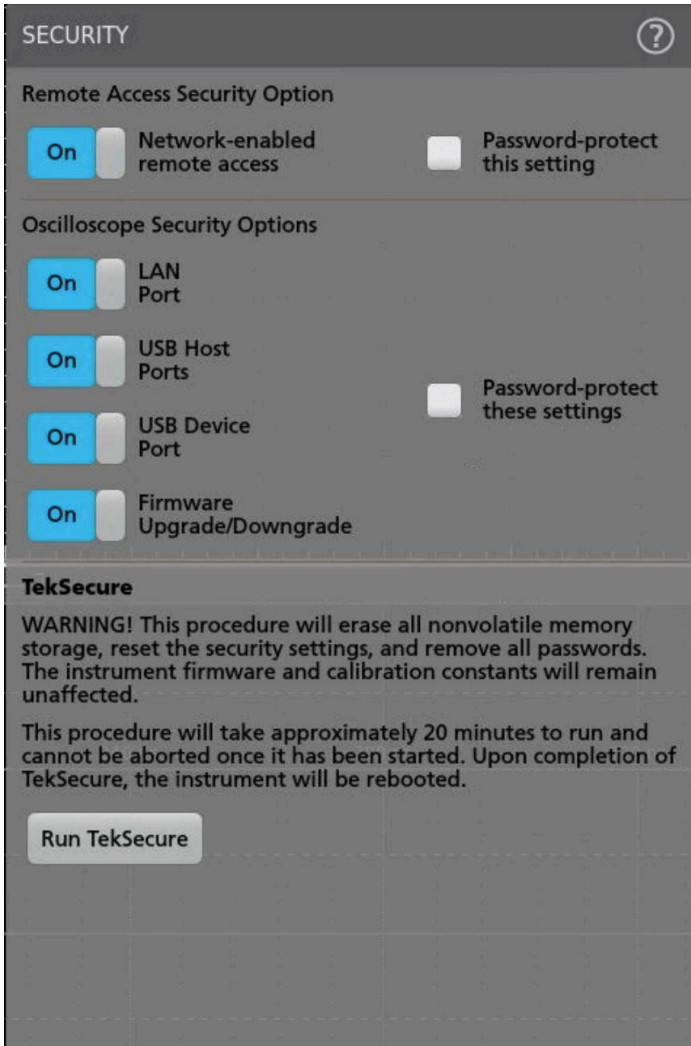 SECURITY
?
Remote Access Security Option
On
Network-enabled
remote access
Password-protect
this setting
Oscilloscope Security Options
On
LAN
Port
On
USB Host
Ports
On
USB Device
Port
Password-protect
these settings
On
Firmware
Upgrade/Downgrade
TekSecure
WARNING! This procedure will erase all nonvolatile memory
storage, reset the security settings, and remove all passwords.
The instrument firmware and calibration constants will remain
unaffected.
This procedure will take approximately 20 minutes to run and
cannot be aborted once it has been started. Upon completion of
TekSecure, the instrument will be rebooted.
Run TekSecure